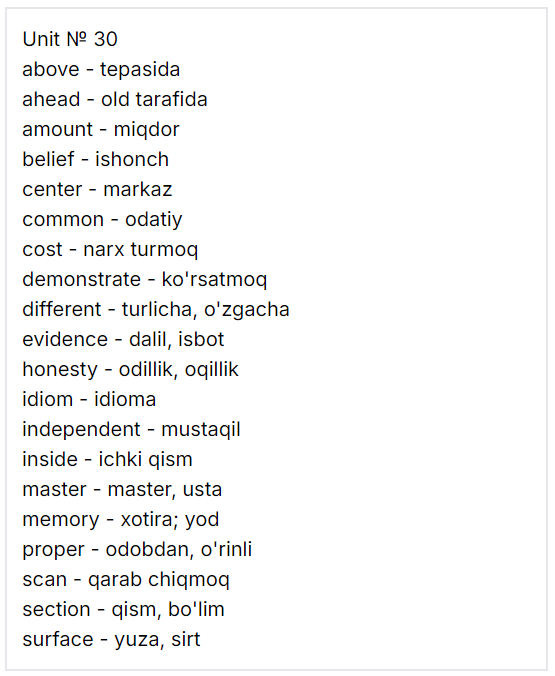 Unit № 30
above - tepasida
ahead - old tarafida
amount - miqdor
belief - ishonch
center - markaz
common - odatiy
cost - narx turmoq
demonstrate - ko'rsatmoq
different - turlicha, o'zgacha
evidence - dalil, isbot
honesty - odillik, oqillik
idiom - idioma
independent - mustaqil
inside - ichki qism
master - master, usta
memory - xotira; yod
proper - odobdan, o'rinli
scan - qarab chiqmoq
section - qism, bo'lim
surface - yuza, sirt